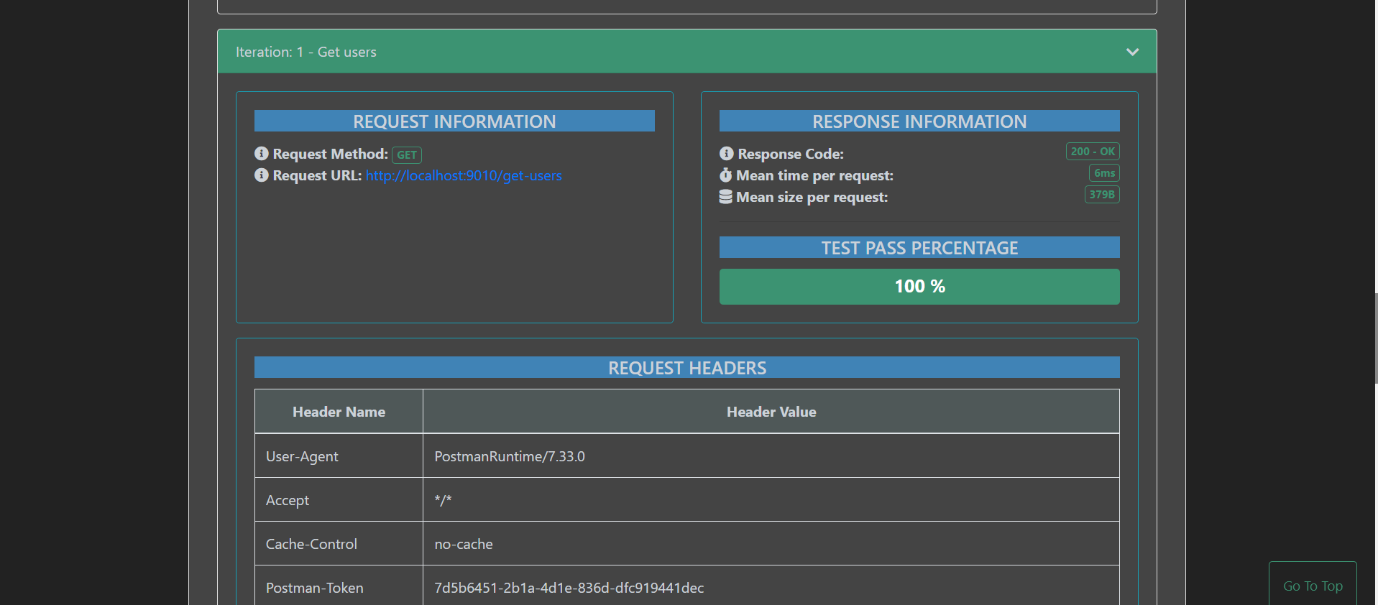 Iteration: 1 - Get users
REQUEST INFORMATION
Request Method: GET
Request URL: http://localhost:9010/get-users
RESPONSE INFORMATION
Response Code: 200 - OK
Mean time per request: 6ms
Mean size per request: 379B
TEST PASS PERCENTAGE
100 %
REQUEST HEADERS
Header Name Header Value
User-Agent PostmanRuntime/7.33.0
Accept */*
Cache-Control no-cache
Postman-Token 7d5b6451-2b1a-4d1e-836d-dfc919441dec
Go To Top